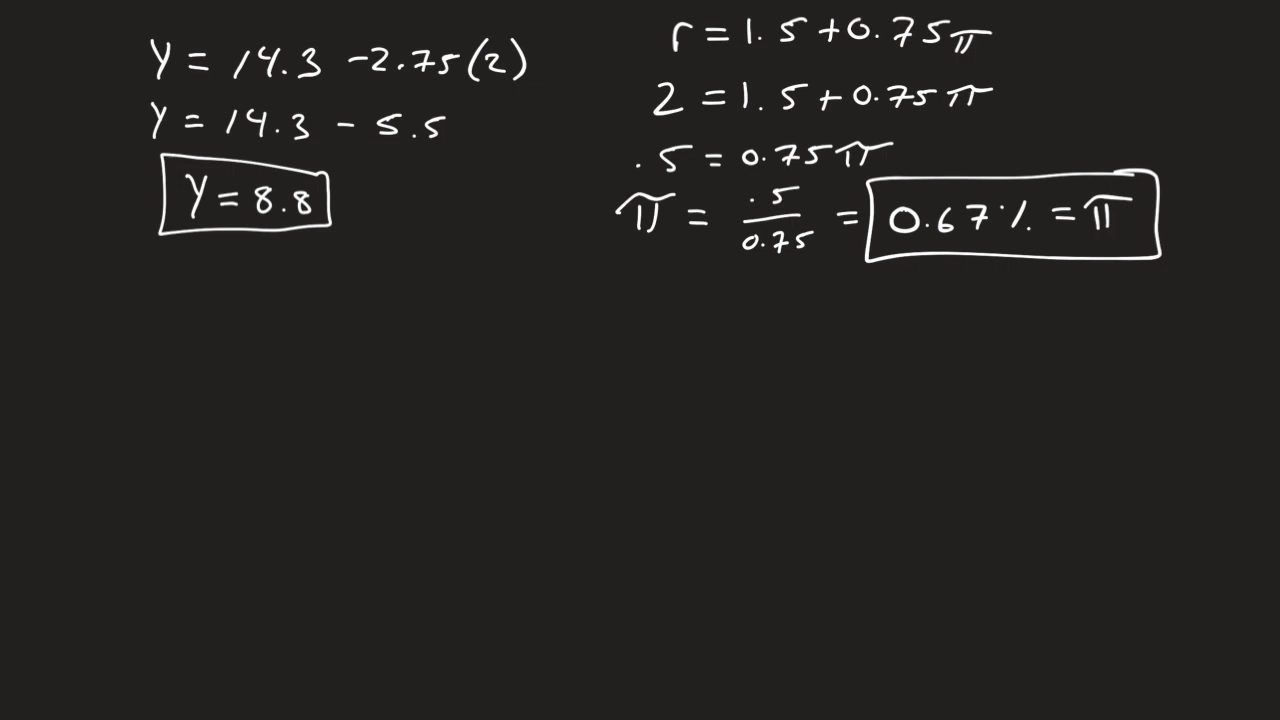 Y = 14.3 - 2.75(2)
Y = 14.3 - 5.5
Y = 8.8
r = 1.5 + 0.75π
2 = 1.5 + 0.75π
.5 = 0.75π
π = .5/0.75 = 0.67% = π